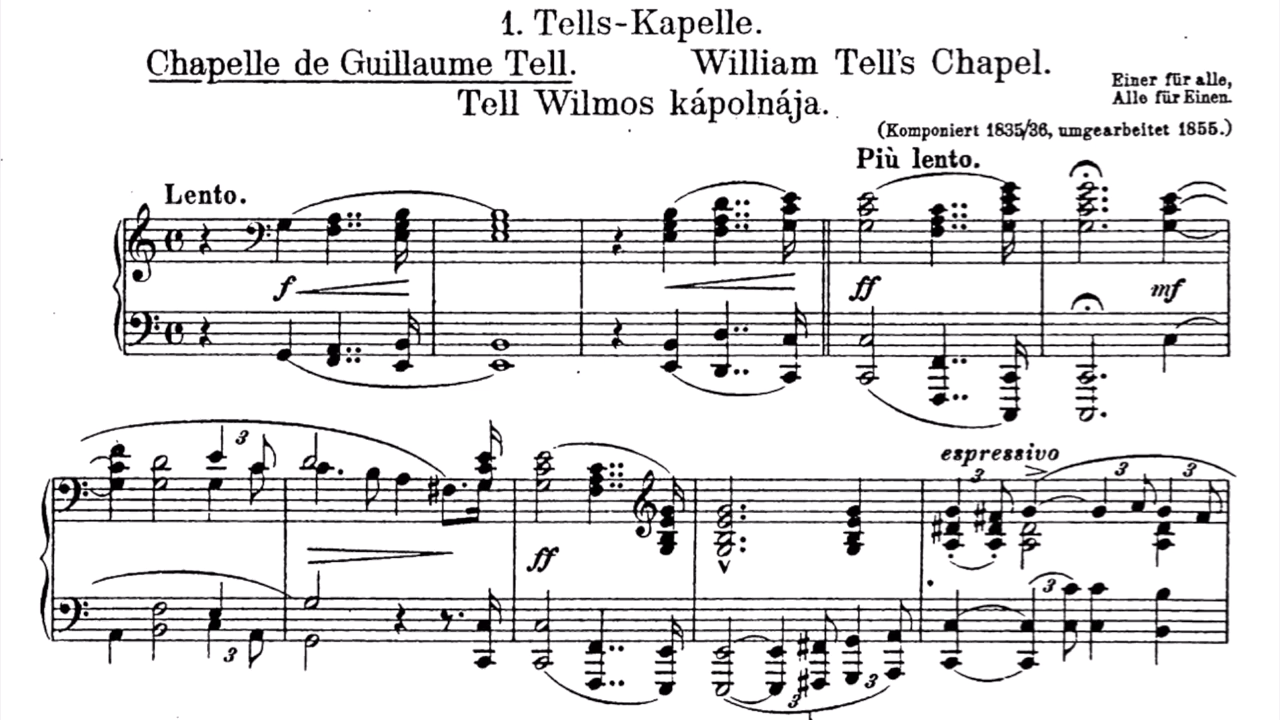 1. Tells-Kapelle.
Chapelle de Guillaume Tell. William Tell's Chapel.
Tell Wilmos kápolnája.
Einer für alle,
Alle für Einen.
(Komponiert 1835/36, umgearbeitet 1855.)
Lento.
Più lento.
f
ff
mf
3
espressivo
3
3
3
ff
3
3
3
3